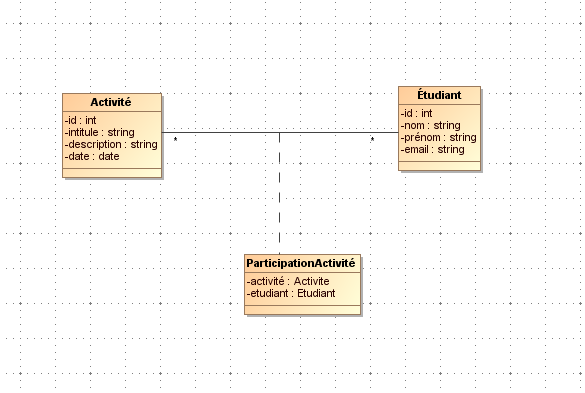 Activité
-id : int
-intitule : string
-description : string
-date : date
*
*
Étudiant
-id : int
-nom : string
-prénom : string
-email : string
ParticipationActivité
-activité : Activite
-etudiant : Etudiant